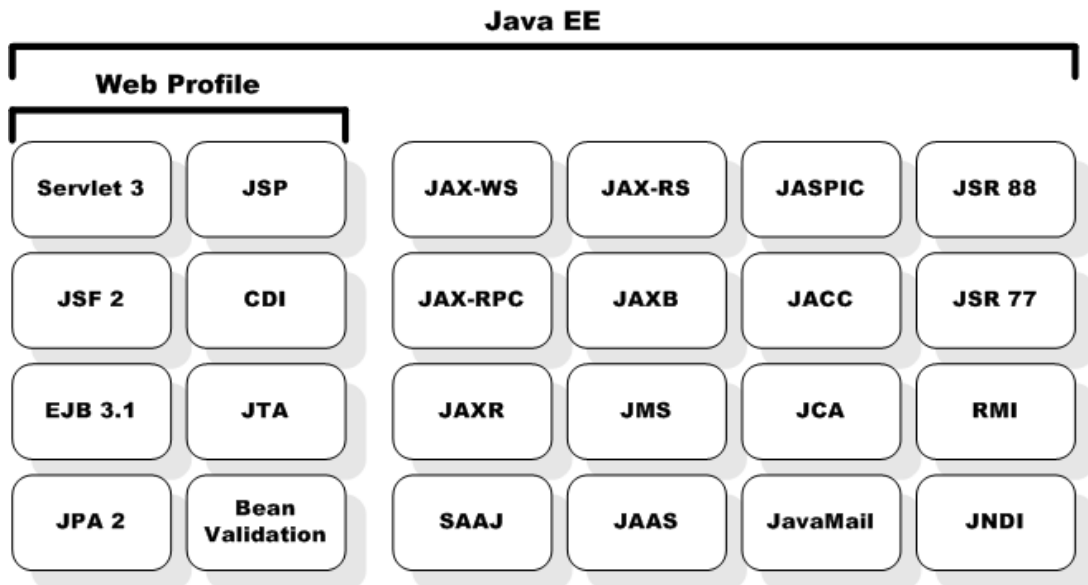 Java EE
Web Profile
Servlet 3 JSP JAX-WS JAX-RS JASPIC JSR 88
JSF 2 CDI JAX-RPC JAXB JACC JSR 77
EJB 3.1 JTA JAXR JMS JCA RMI
JPA 2 Bean Validation SAAJ JAAS JavaMail JNDI